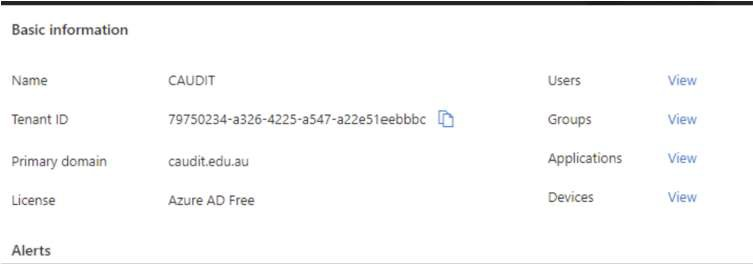 Basic information
Name CAUDIT Users View
Tenant ID 79750234-a326-4225-a547-a22e51eebbbc Groups View
Primary domain caudit.edu.au Applications View
License Azure AD Free Devices View
Alerts